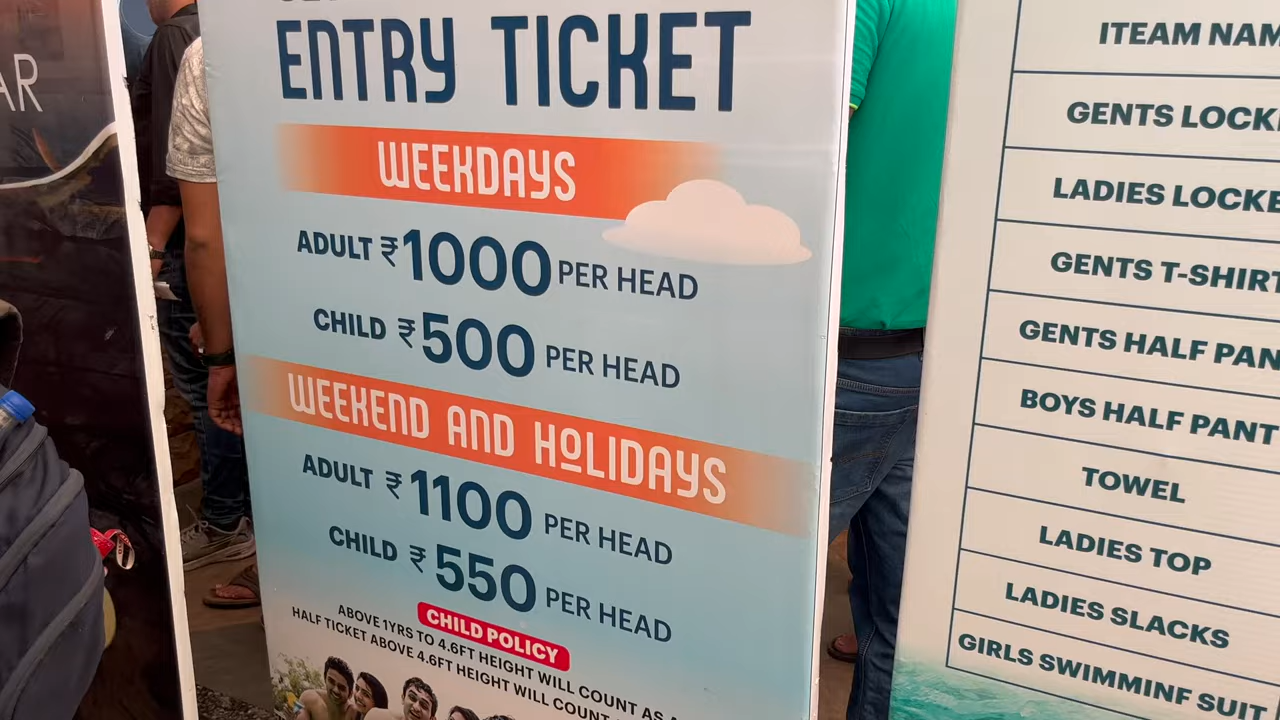 AR
ENTRY TICKET
WEEKDAYS
ADULT ₹1000 PER HEAD
CHILD ₹500 PER HEAD
WEEKEND AND HOLIDAYS
ADULT ₹1100 PER HEAD
CHILD ₹550 PER HEAD
CHILD POLICY
ABOVE 1YRS TO 4.6FT HEIGHT WILL COUNT AS A
HALF TICKET ABOVE 4.6FT HEIGHT WILL COUNT
ITEAM NAM
GENTS LOCKE
LADIES LOCKE
GENTS T-SHIRT
GENTS HALF PAN
BOYS HALF PANT
TOWEL
LADIES TOP
LADIES SLACKS
GIRLS SWIMMINF SUIT